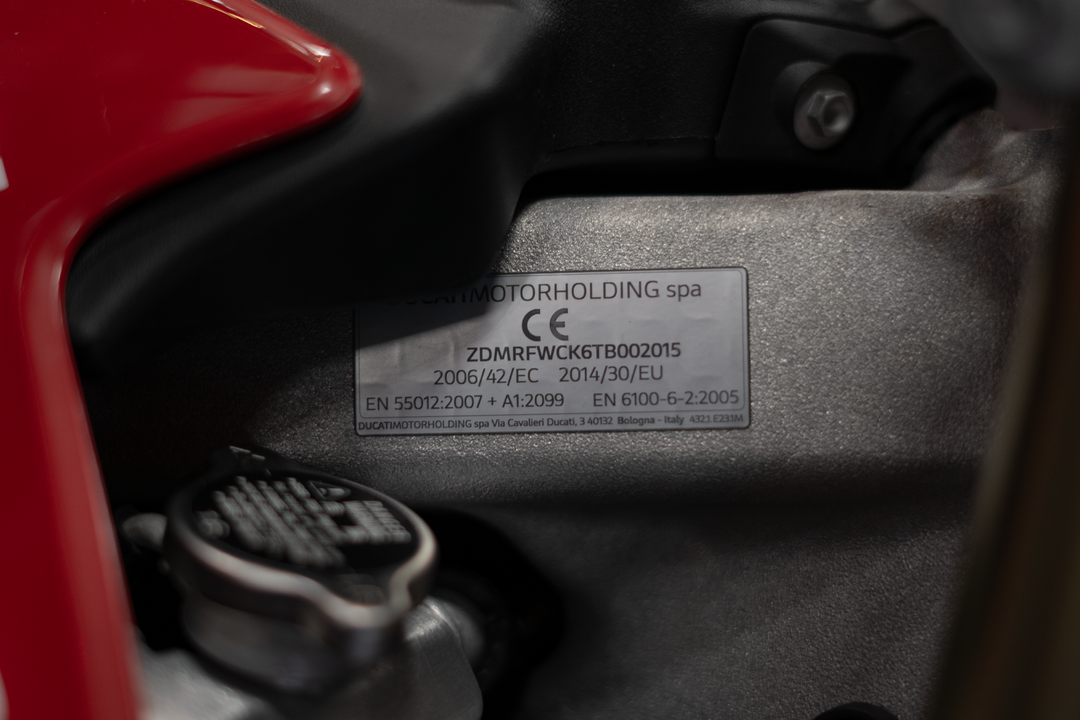 DUCATIMOTORHOLDING spa
CE
ZDMRFWCK6TB002015
2006/42/EC 2014/30/EU
EN 55012:2007 + A1:2099 EN 6100-6-2:2005
DUCATIMOTORHOLDING spa Via Cavalieri Ducati, 3 40132 Bologna - Italy 4321 E231M